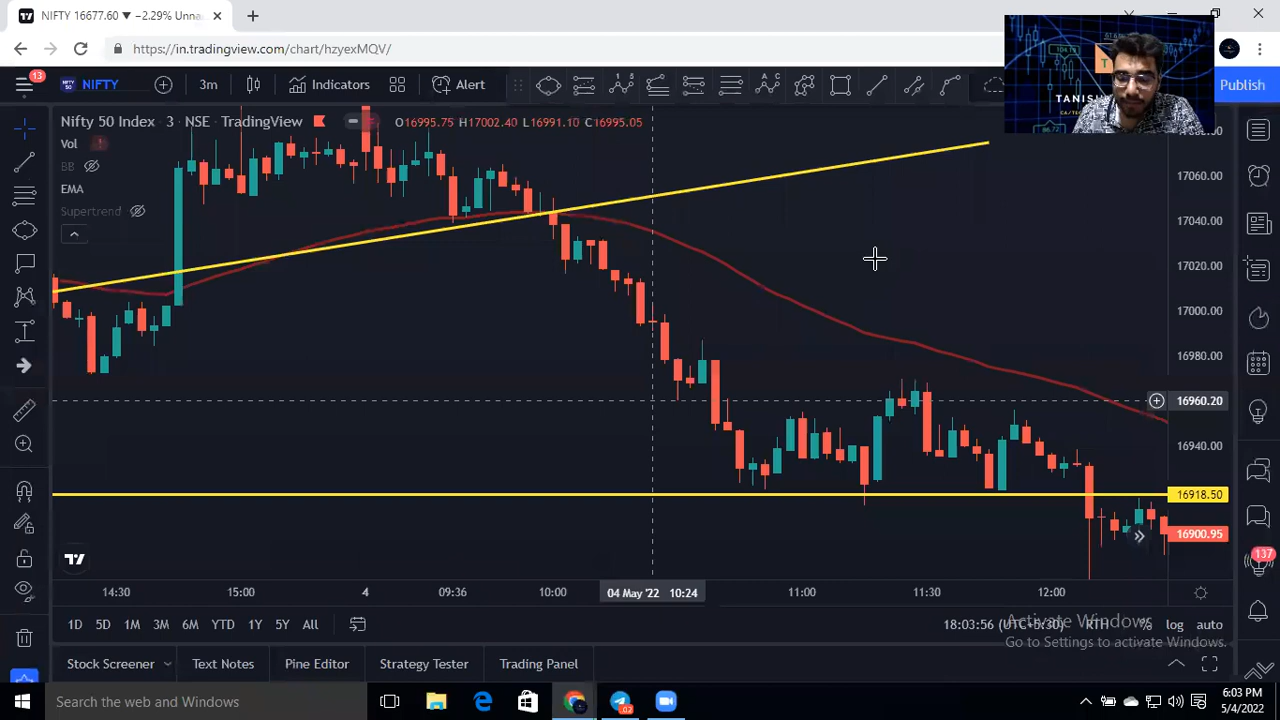 NIFTY 16677.60 ▼ −2.29% Unna
https://in.tradingview.com/chart/hzyexMQV/
13
NIFTY
3m
Indicators
Alert
Publish
104.19
T
TANIS
86.72
Nifty 50 Index · 3 · NSE · TradingView
O16995.75 H17002.40 L16991.10 C16995.05
Vol
BB
EMA
Supertrend
17060.00
17040.00
17020.00
17000.00
16980.00
16960.20
16940.00
16918.50
16900.95
137
14:30
15:00
4
09:36
10:00
04 May '22 10:24
11:00
11:30
12:00
1D 5D 1M 3M 6M YTD 1Y 5Y All
18:03:56 (UTC+5:30) RTH % log auto
Activate Windows
Go to Settings to activate Windows.
Stock Screener
Text Notes
Pine Editor
Strategy Tester
Trading Panel
Search the web and Windows
6:03 PM
5/4/2022